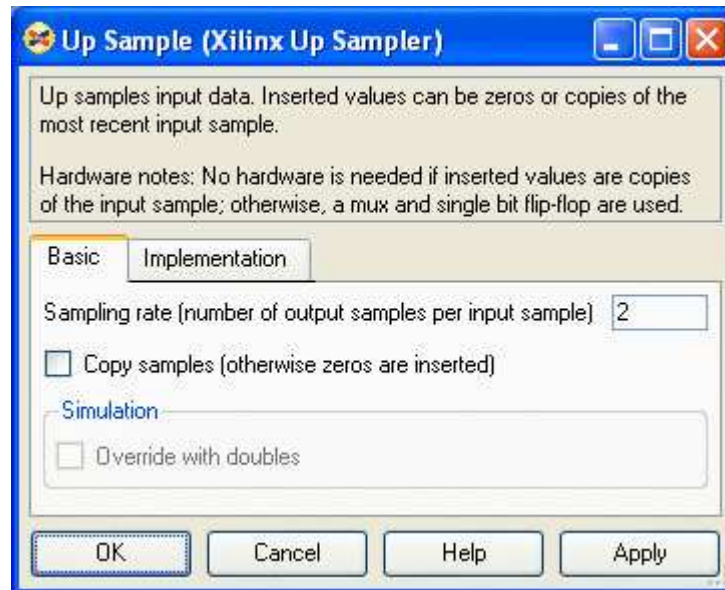 Up Sample (Xilinx Up Sampler)
Up samples input data. Inserted values can be zeros or copies of the
most recent input sample.
Hardware notes: No hardware is needed if inserted values are copies
of the input sample; otherwise, a mux and single bit flip-flop are used.
Basic Implementation
Sampling rate (number of output samples per input sample) 2
Copy samples (otherwise zeros are inserted)
Simulation
Override with doubles
OK Cancel Help Apply